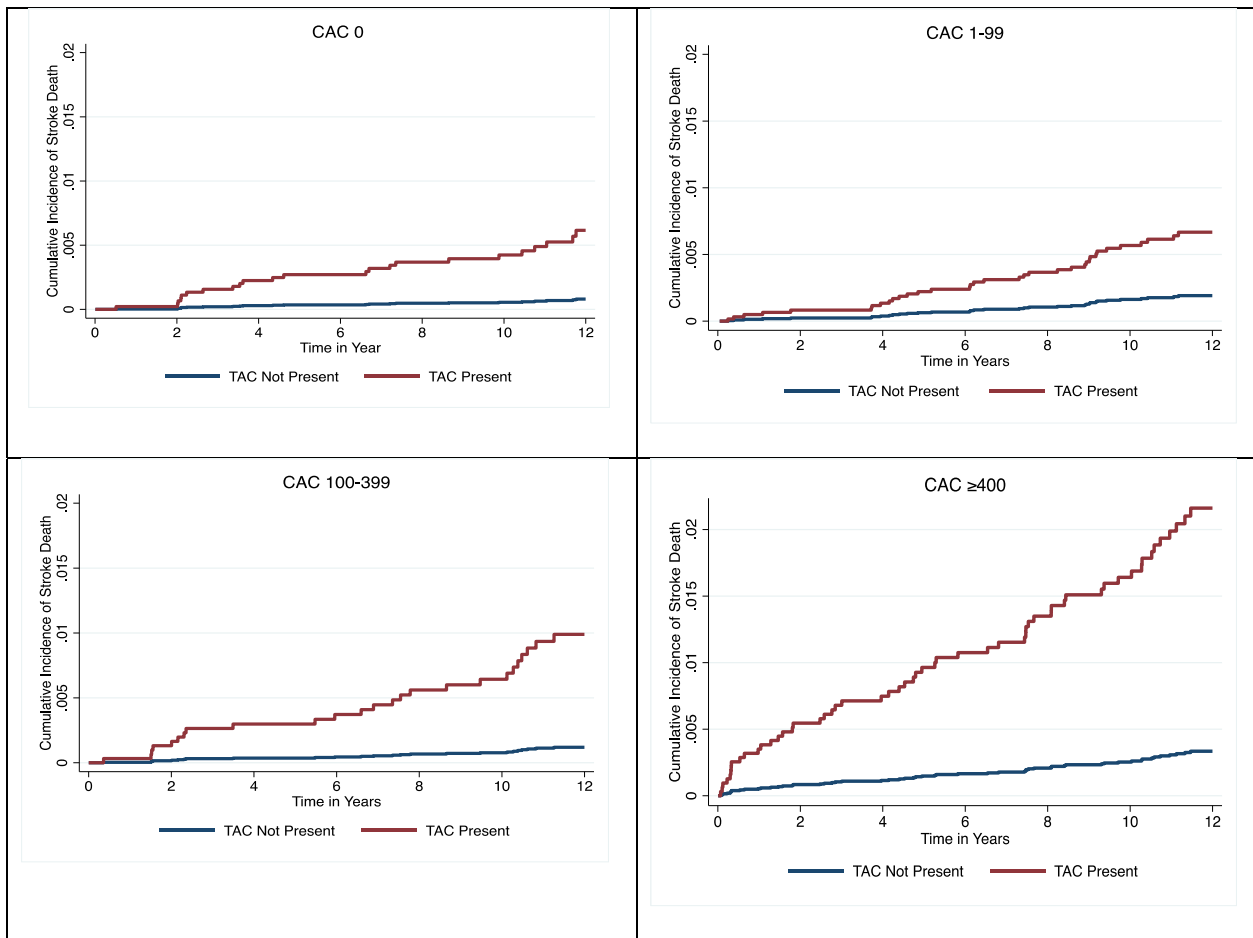 CAC 0
Cumulative Incidence of Stroke Death
.02
.015
.01
.005
0
0 2 4 6 8 10 12
Time in Year
TAC Not Present TAC Present
CAC 1-99
Cumulative Incidence of Stroke Death
.02
.015
.01
.005
0
0 2 4 6 8 10 12
Time in Years
TAC Not Present TAC Present
CAC 100-399
Cumulative Incidence of Stroke Death
.02
.015
.01
.005
0
0 2 4 6 8 10 12
Time in Years
TAC Not Present TAC Present
CAC ≥400
Cumulative Incidence of Stroke Death
.02
.015
.01
.005
0
0 2 4 6 8 10 12
Time in Years
TAC Not Present TAC Present